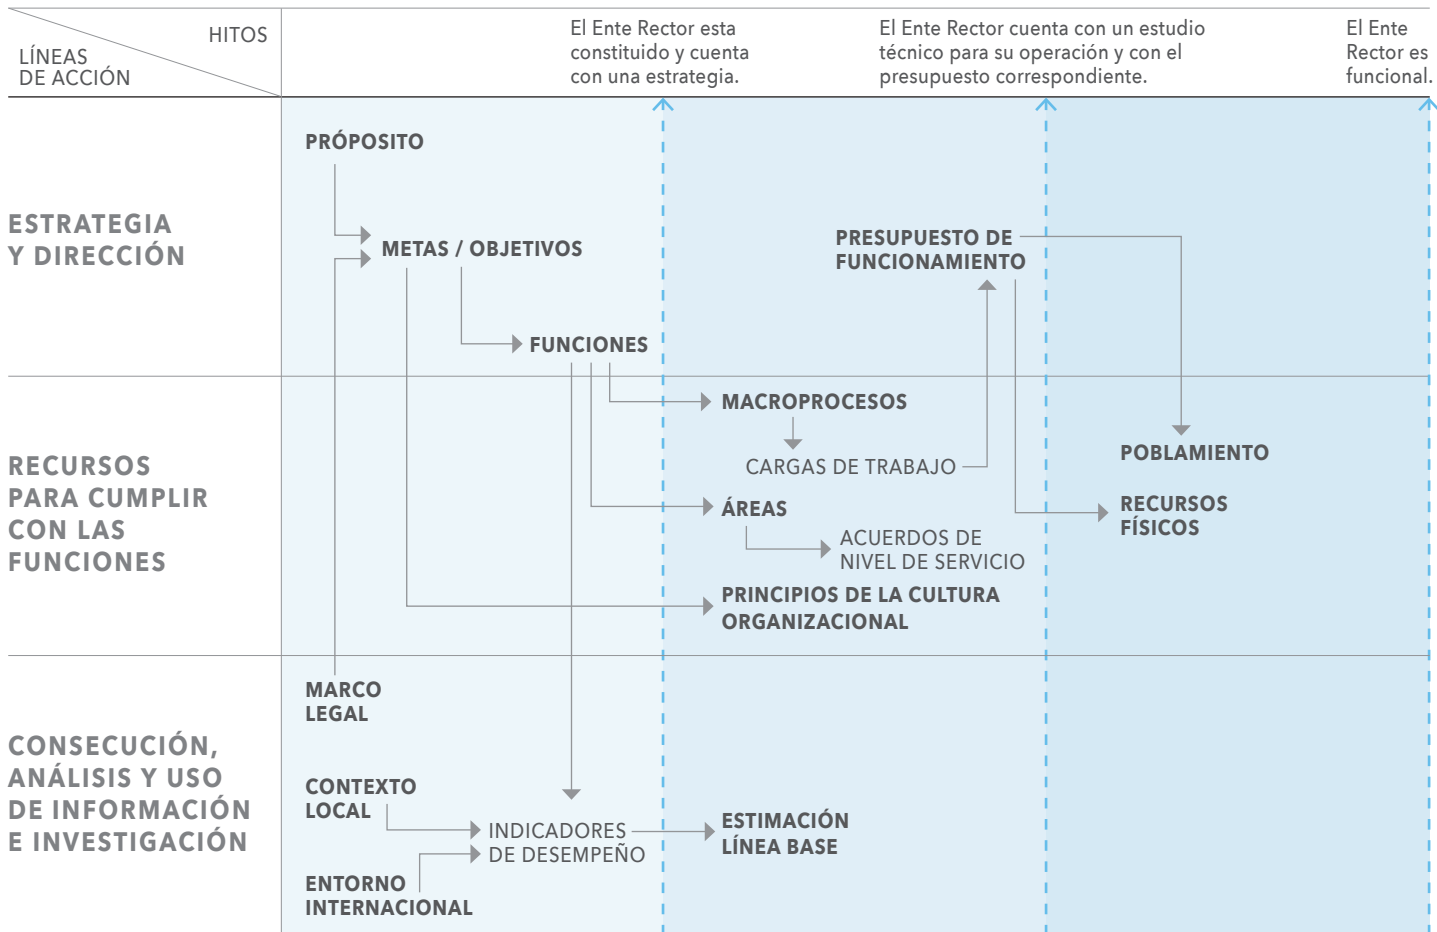 HITOS
LÍNEAS
DE ACCIÓN
El Ente Rector esta
constituido y cuenta
con una estrategia.
El Ente Rector cuenta con un estudio
técnico para su operación y con el
presupuesto correspondiente.
El Ente
Rector es
funcional.
ESTRATEGIA
Y DIRECCIÓN
PRÓPOSITO
METAS / OBJETIVOS
FUNCIONES
PRESUPUESTO DE
FUNCIONAMIENTO
RECURSOS
PARA CUMPLIR
CON LAS
FUNCIONES
MACROPROCESOS
CARGAS DE TRABAJO
ÁREAS
ACUERDOS DE
NIVEL DE SERVICIO
PRINCIPIOS DE LA CULTURA
ORGANIZACIONAL
POBLAMIENTO
RECURSOS
FÍSICOS
CONSECUCIÓN,
ANÁLISIS Y USO
DE INFORMACIÓN
E INVESTIGACIÓN
MARCO
LEGAL
CONTEXTO
LOCAL
INDICADORES
DE DESEMPEÑO
ENTORNO
INTERNACIONAL
ESTIMACIÓN
LÍNEA BASE